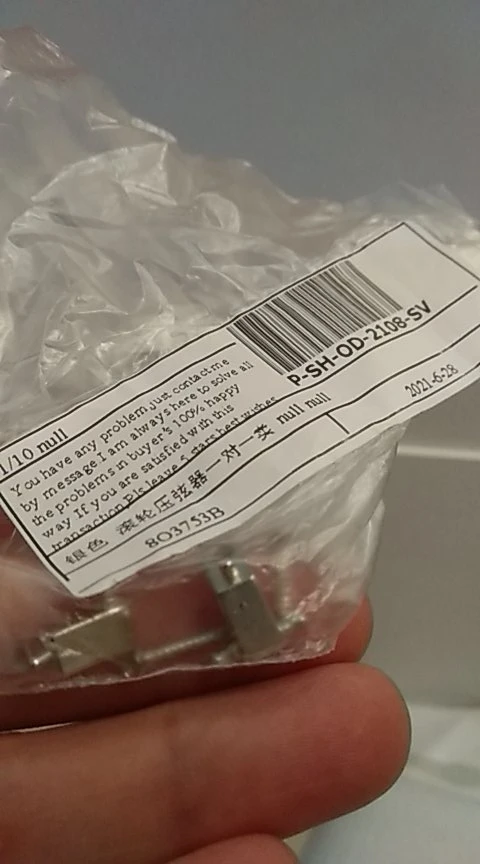 P-SH-OD-2108-SV
1/10 null
You have any problem,just contact me
by message.I am always here to solve all
the problems in buyer's 100% happy
way If you are satisfied with this
transaction.Pls leave 5 stars.best wishes
银色 滚轮压弦器一对一卖 null null
2021-6-28
8O3753B